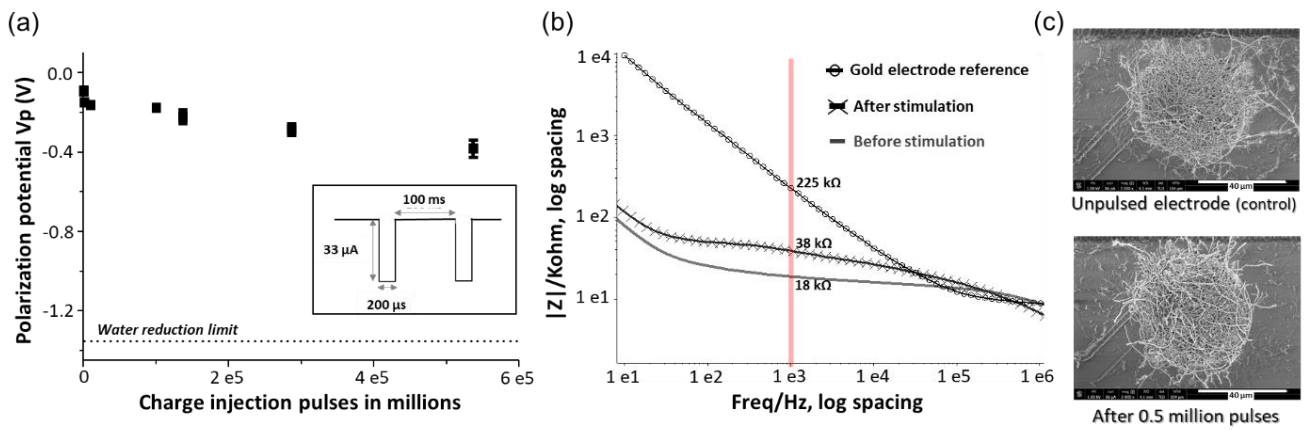 (a)
0.0
-0.4
-0.8
-1.2
Polarization potential Vp (V)
100 ms
33 µA
200 µs
Water reduction limit
0
2 e5
4 e5
6 e5
Charge injection pulses in millions
(b)
1 e4
1 e3
1 e2
1 e1
|Z|/Kohm, log spacing
Gold electrode reference
After stimulation
Before stimulation
225 kΩ
38 kΩ
18 kΩ
1 e1
1 e2
1 e3
1 e4
1 e5
1 e6
Freq/Hz, log spacing
(c)
40 µm
Unpulsed electrode (control)
40 µm
After 0.5 million pulses